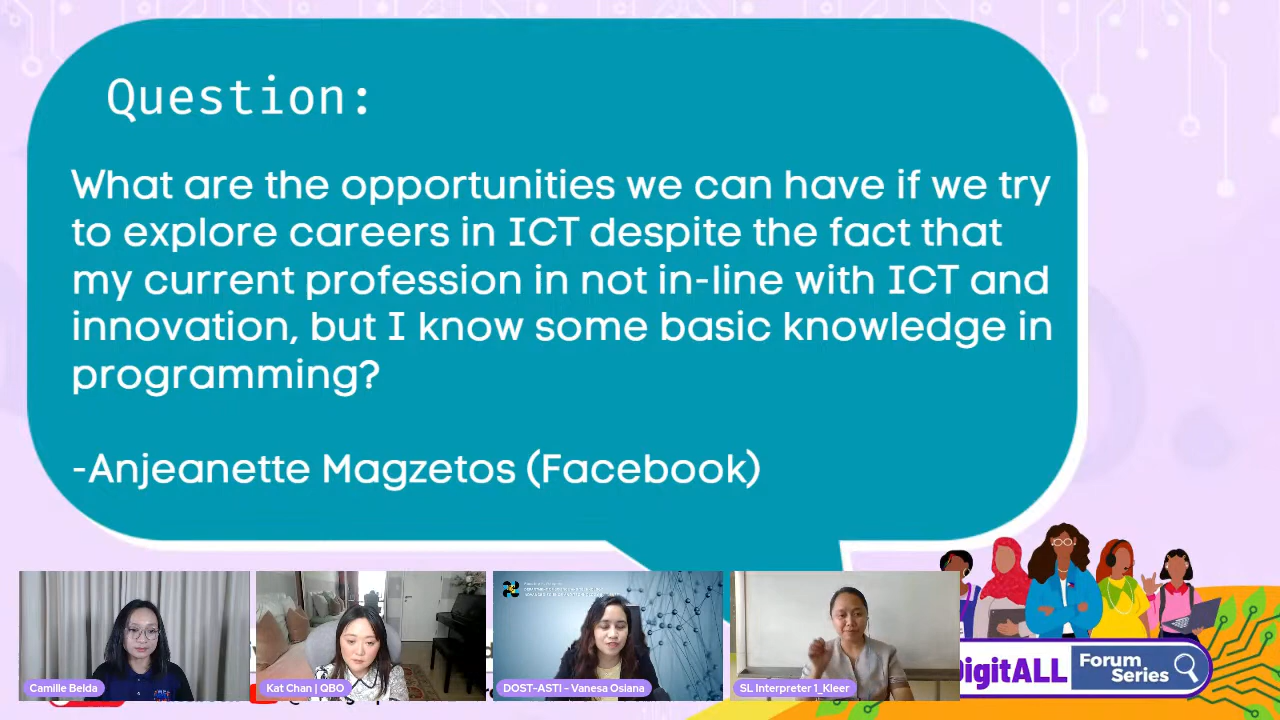 Question:
What are the opportunities we can have if we try
to explore careers in ICT despite the fact that
my current profession in not in-line with ICT and
innovation, but I know some basic knowledge in
programming?
-Anjeanette Magzetos (Facebook)
Camille Belda
Kat Chan | QBO
DOST-ASTI - Vanesa Osiana
SL Interpreter 1_Kleer
DigitALL
Forum
Series